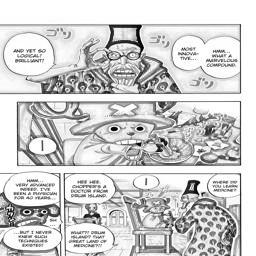 HMM...
WHAT A
MARVELOUS
COMPOUND.
MOST
INNOVA-
TIVE...
AND YET SO
LOGICAL!
BRILLIANT!
!
WHERE DID
YOU LEARN
MEDICINE?
!
HEE HEE.
CHOPPER'S A
DOCTOR FROM
DRUM ISLAND.
WHAT?! DRUM
ISLAND? THAT
GREAT LAND OF
MEDICINE?!
HMM...
VERY ADVANCED
INDEED. I'VE BEEN
A PHYSICIAN
FOR 40 YEARS...
...BUT I NEVER
KNEW SUCH
TECHNIQUES
EXISTED!